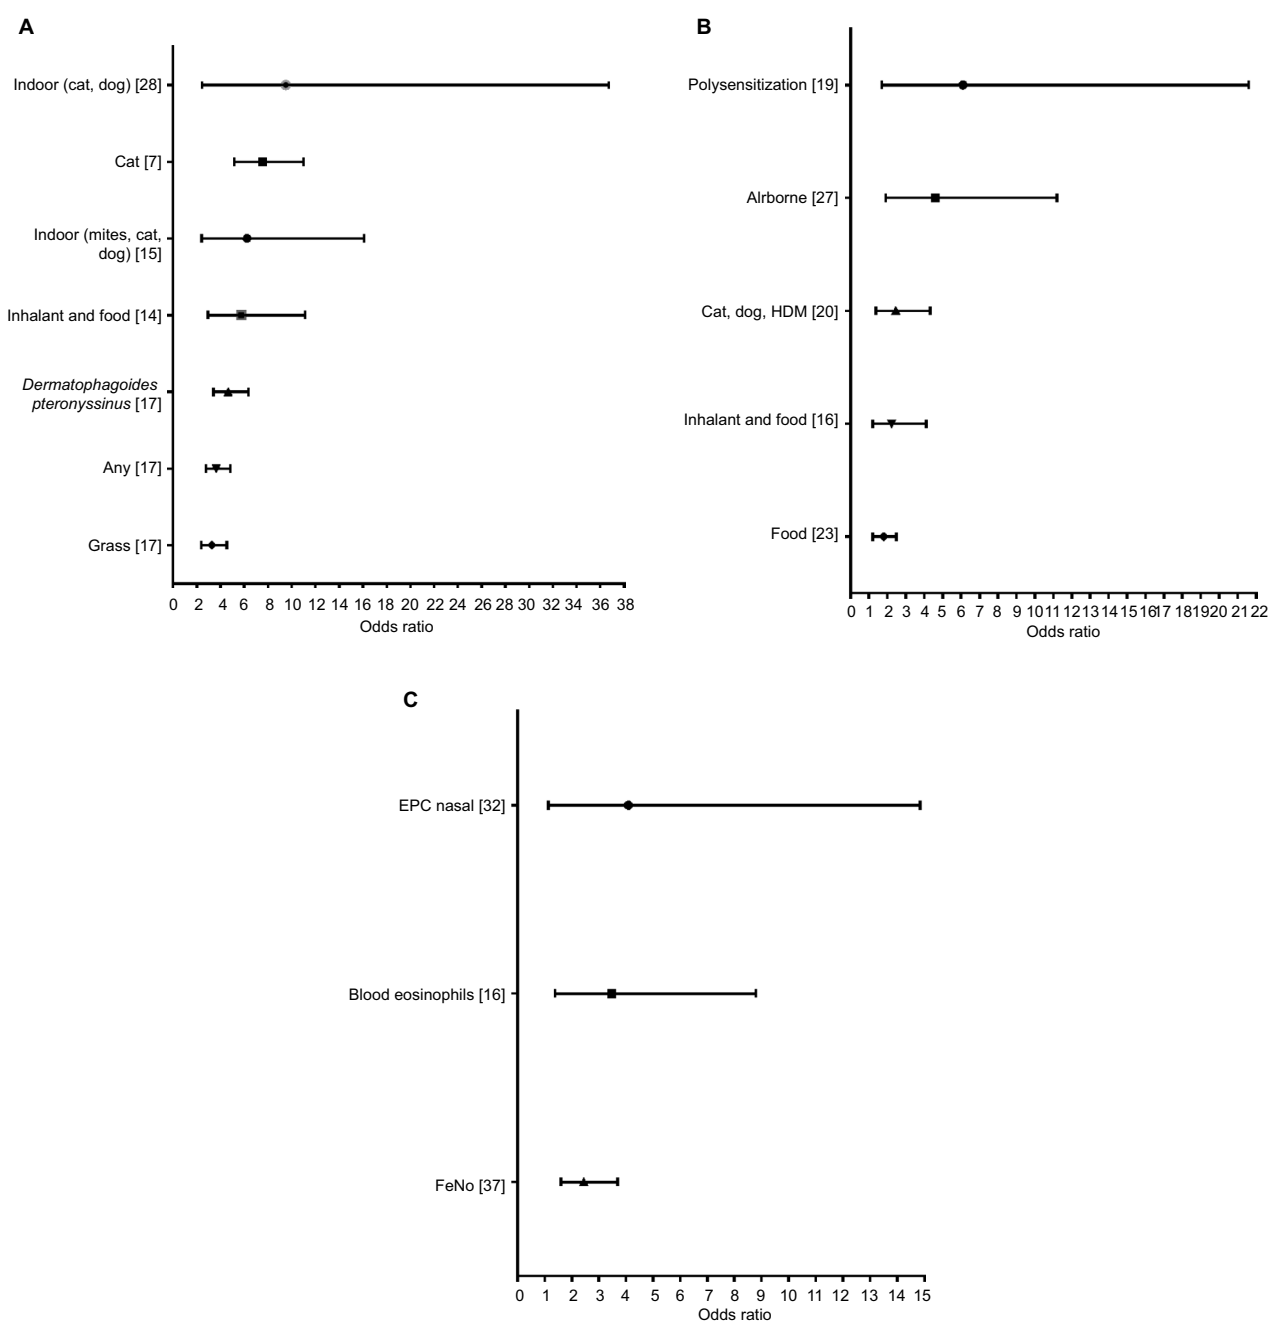 A
Indoor (cat, dog) [28]
Cat [7]
Indoor (mites, cat,
dog) [15]
Inhalant and food [14]
Dermatophagoides
pteronyssinus [17]
Any [17]
Grass [17]
0 2 4 6 8 10 12 14 16 18 20 22 24 26 28 30 32 34 36 38
Odds ratio
B
Polysensitization [19]
Alrborne [27]
Cat, dog, HDM [20]
Inhalant and food [16]
Food [23]
0 1 2 3 4 5 6 7 8 9 10 11 12 13 14 15 16 17 18 19 20 21 22
Odds ratio
C
EPC nasal [32]
Blood eosinophils [16]
FeNo [37]
0 1 2 3 4 5 6 7 8 9 10 11 12 13 14 15
Odds ratio